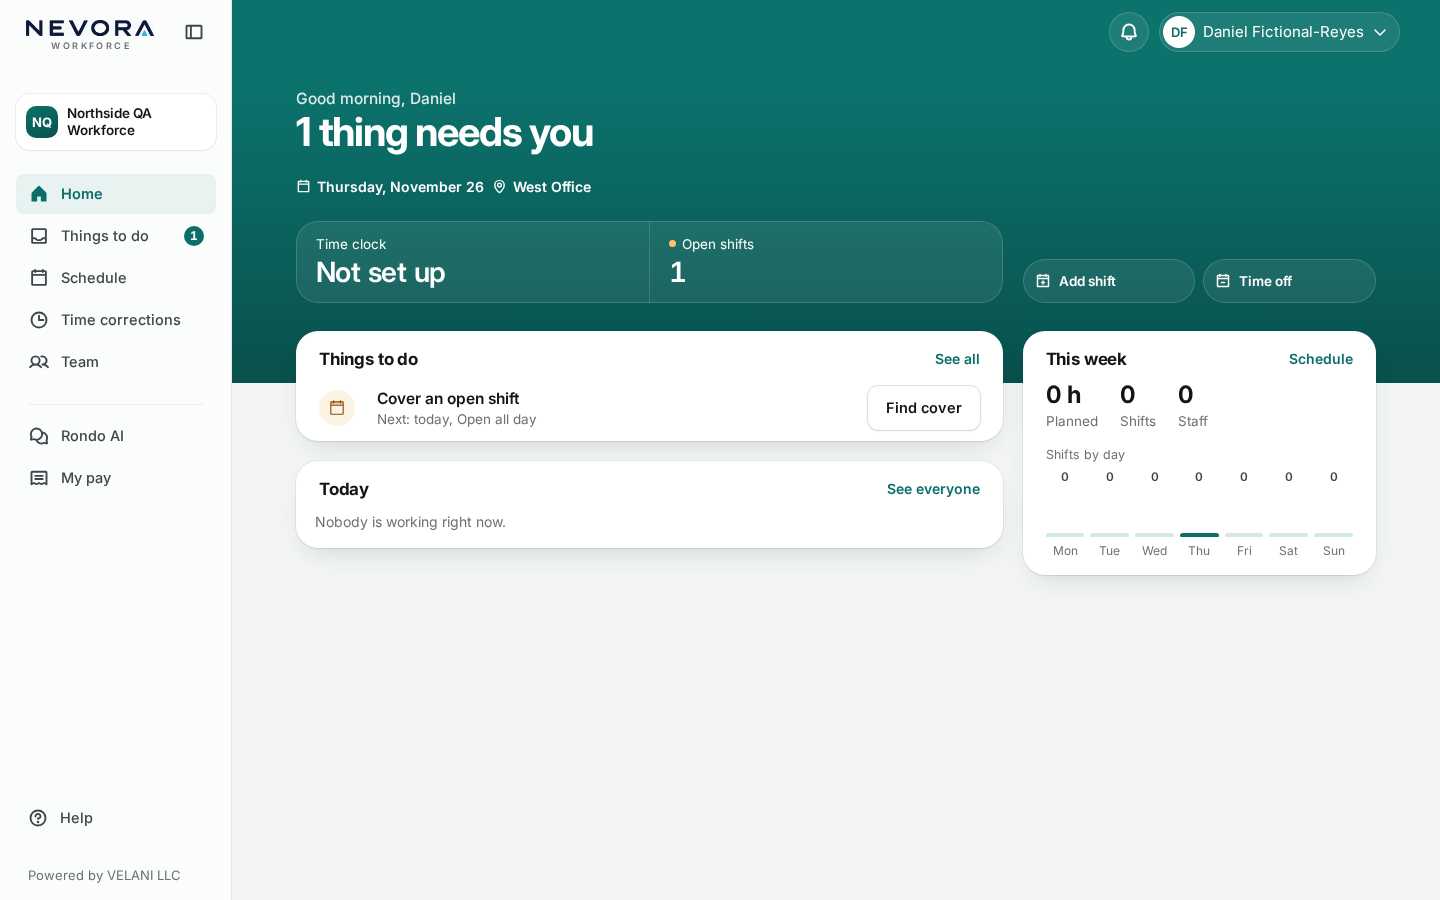 NEVORA
WORKFORCE
NQ
Northside QA
Workforce
Home
Things to do
1
Schedule
Time corrections
Team
Rondo AI
My pay
Help
Powered by VELANI LLC
DF
Daniel Fictional-Reyes
Good morning, Daniel
1 thing needs you
Thursday, November 26
West Office
Time clock
Not set up
Open shifts
1
Add shift
Time off
Things to do
See all
Cover an open shift
Next: today, Open all day
Find cover
Today
See everyone
Nobody is working right now.
This week
Schedule
0 h
0
0
Planned
Shifts
Staff
Shifts by day
0 0 0 0 0 0 0
Mon Tue Wed Thu Fri Sat Sun